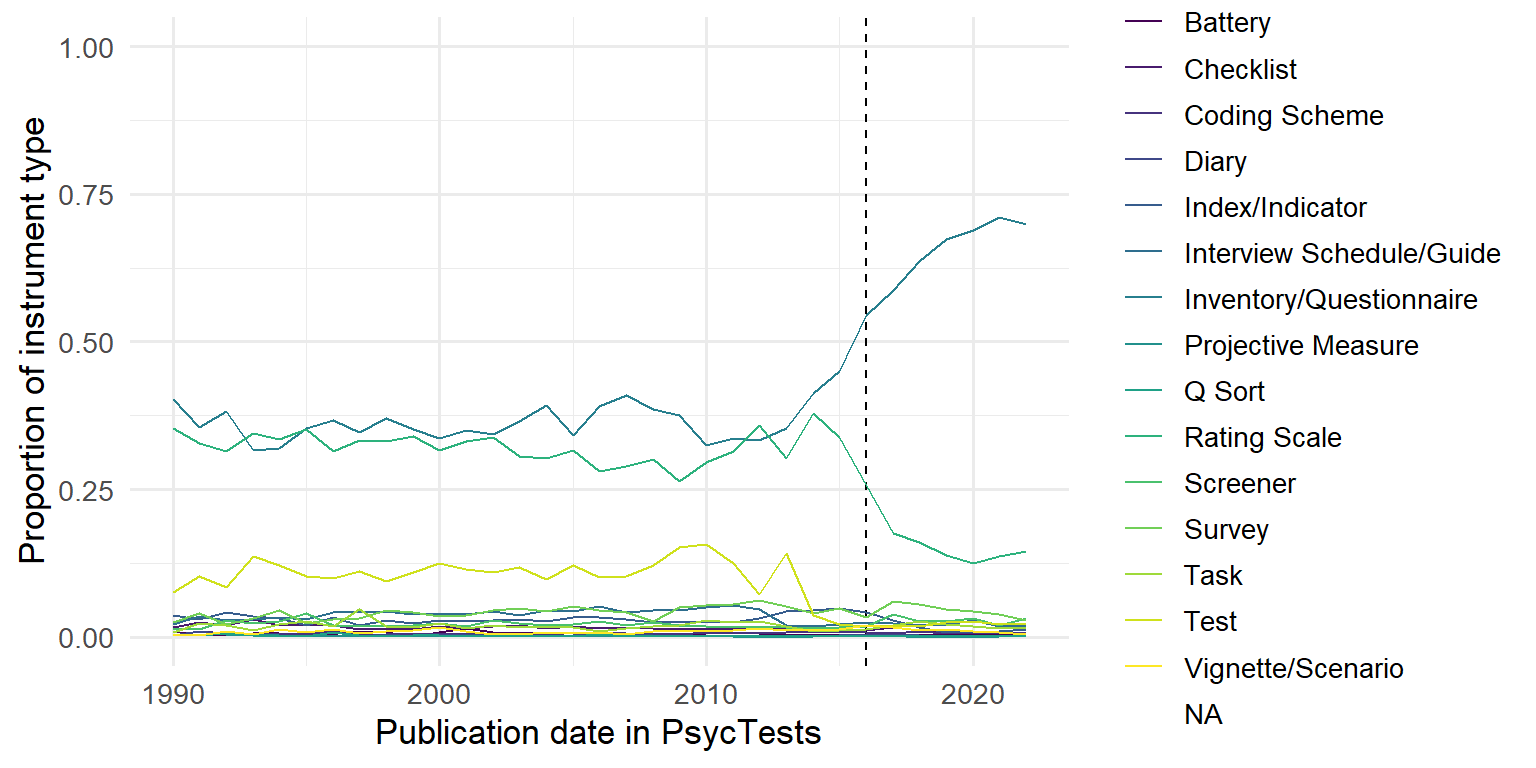 Proportion of instrument type
1.00
0.75
0.50
0.25
0.00
1990
2000
2010
2020
Publication date in PsycTests
Battery
Checklist
Coding Scheme
Diary
Index/Indicator
Interview Schedule/Guide
Inventory/Questionnaire
Projective Measure
Q Sort
Rating Scale
Screener
Survey
Task
Test
Vignette/Scenario
NA